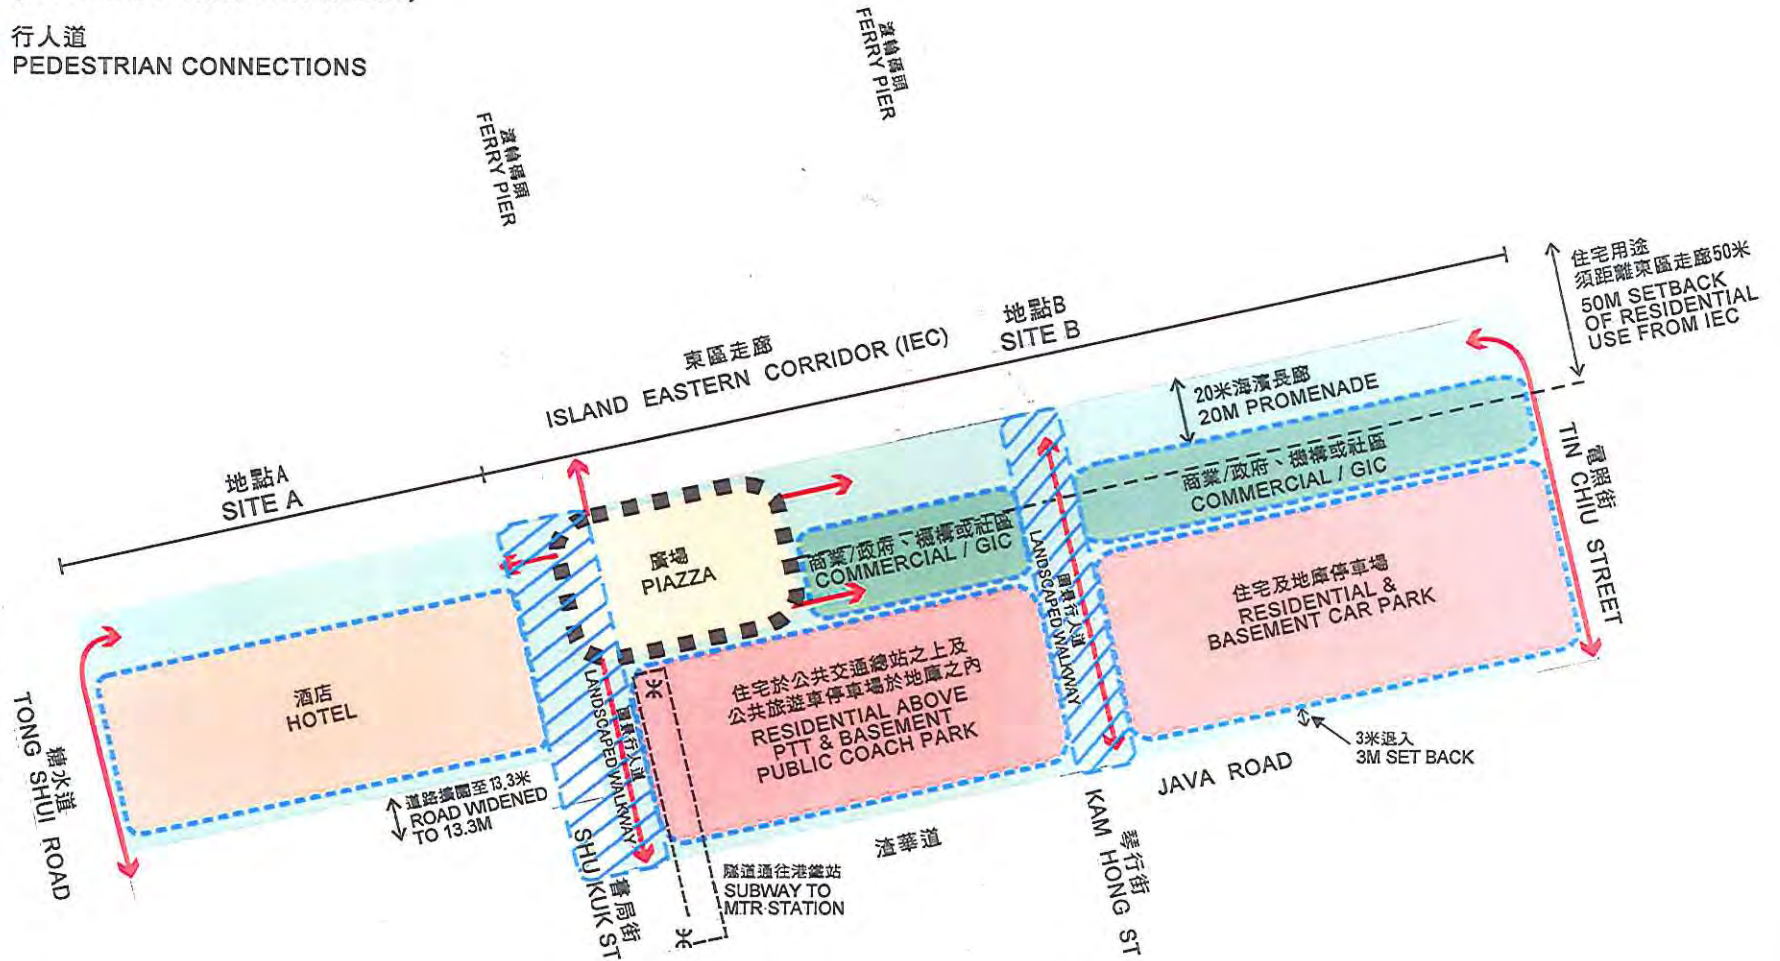 行人道
PEDESTRIAN CONNECTIONS
渡輪碼頭
FERRY PIER
渡輪碼頭
FERRY PIER
住宅用途
須距離東區走廊50米
50M SETBACK
OF RESIDENTIAL
USE FROM IEC
地點B
SITE B
東區走廊
ISLAND EASTERN CORRIDOR (IEC)
地點A
SITE A
20米海濱長廊
20M PROMENADE
商業/政府、機構或社區
COMMERCIAL / GIC
商業/政府、機構或社區
COMMERCIAL / GIC
廣場
PIAZZA
電照街
TIN CHIU STREET
園景行人道
LANDSCAPED WALKWAY
住宅及地庫停車場
RESIDENTIAL &
BASEMENT CAR PARK
酒店
HOTEL
園景行人道
LANDSCAPED WALKWAY
住宅於公共交通總站之上及
公共旅遊車停車場於地庫之內
RESIDENTIAL ABOVE
PTT & BASEMENT
PUBLIC COACH PARK
糖水道
TONG SHUI ROAD
道路擴闊至13.3米
ROAD WIDENED
TO 13.3M
3米退入
3M SET BACK
JAVA ROAD
渣華道
書局街
SHU KUK ST
隧道通往港鐵站
SUBWAY TO
MTR STATION
琴行街
KAM HONG ST